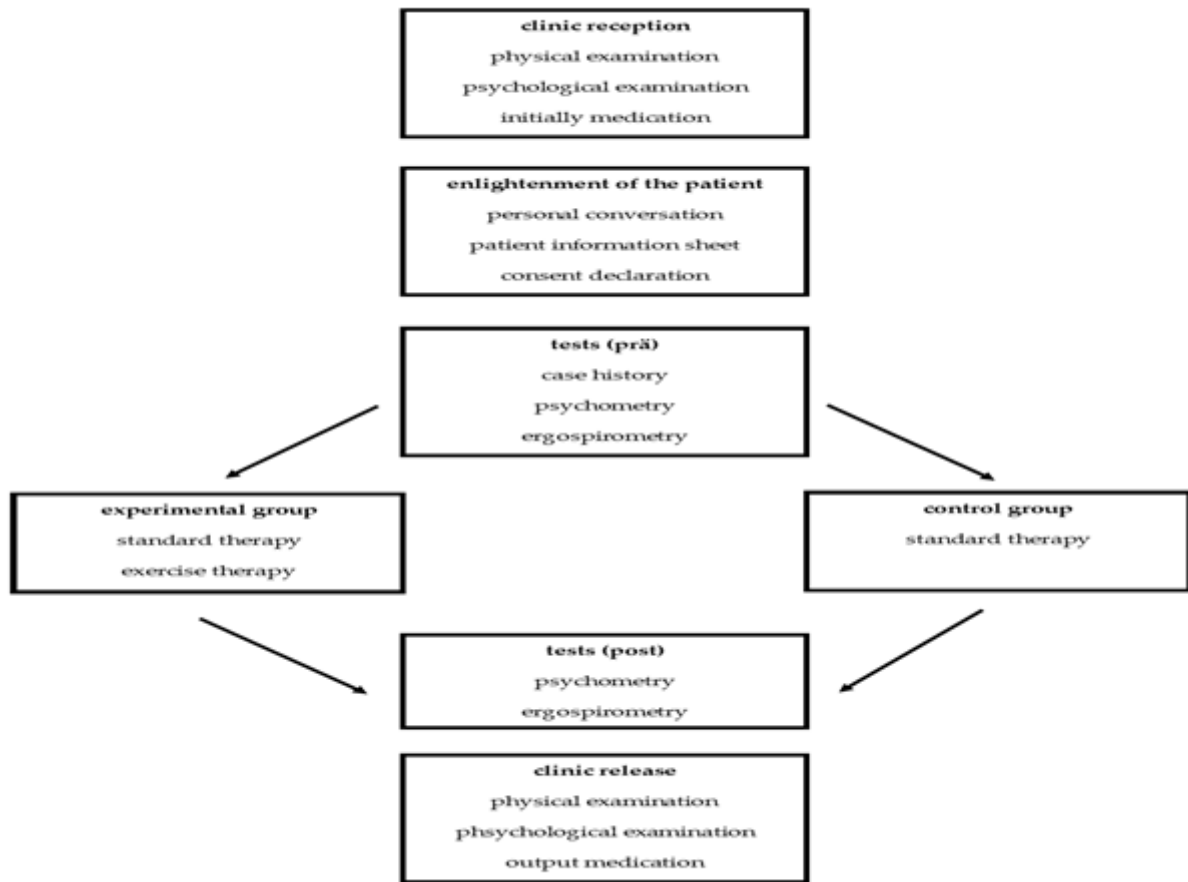 clinic reception
physical examination
psychological examination
initially medication
enlightenment of the patient
personal conversation
patient information sheet
consent declaration
tests (prä)
case history
psychometry
ergospirometry
experimental group
standard therapy
exercise therapy
control group
standard therapy
tests (post)
psychometry
ergospirometry
clinic release
physical examination
phsychological examination
output medication